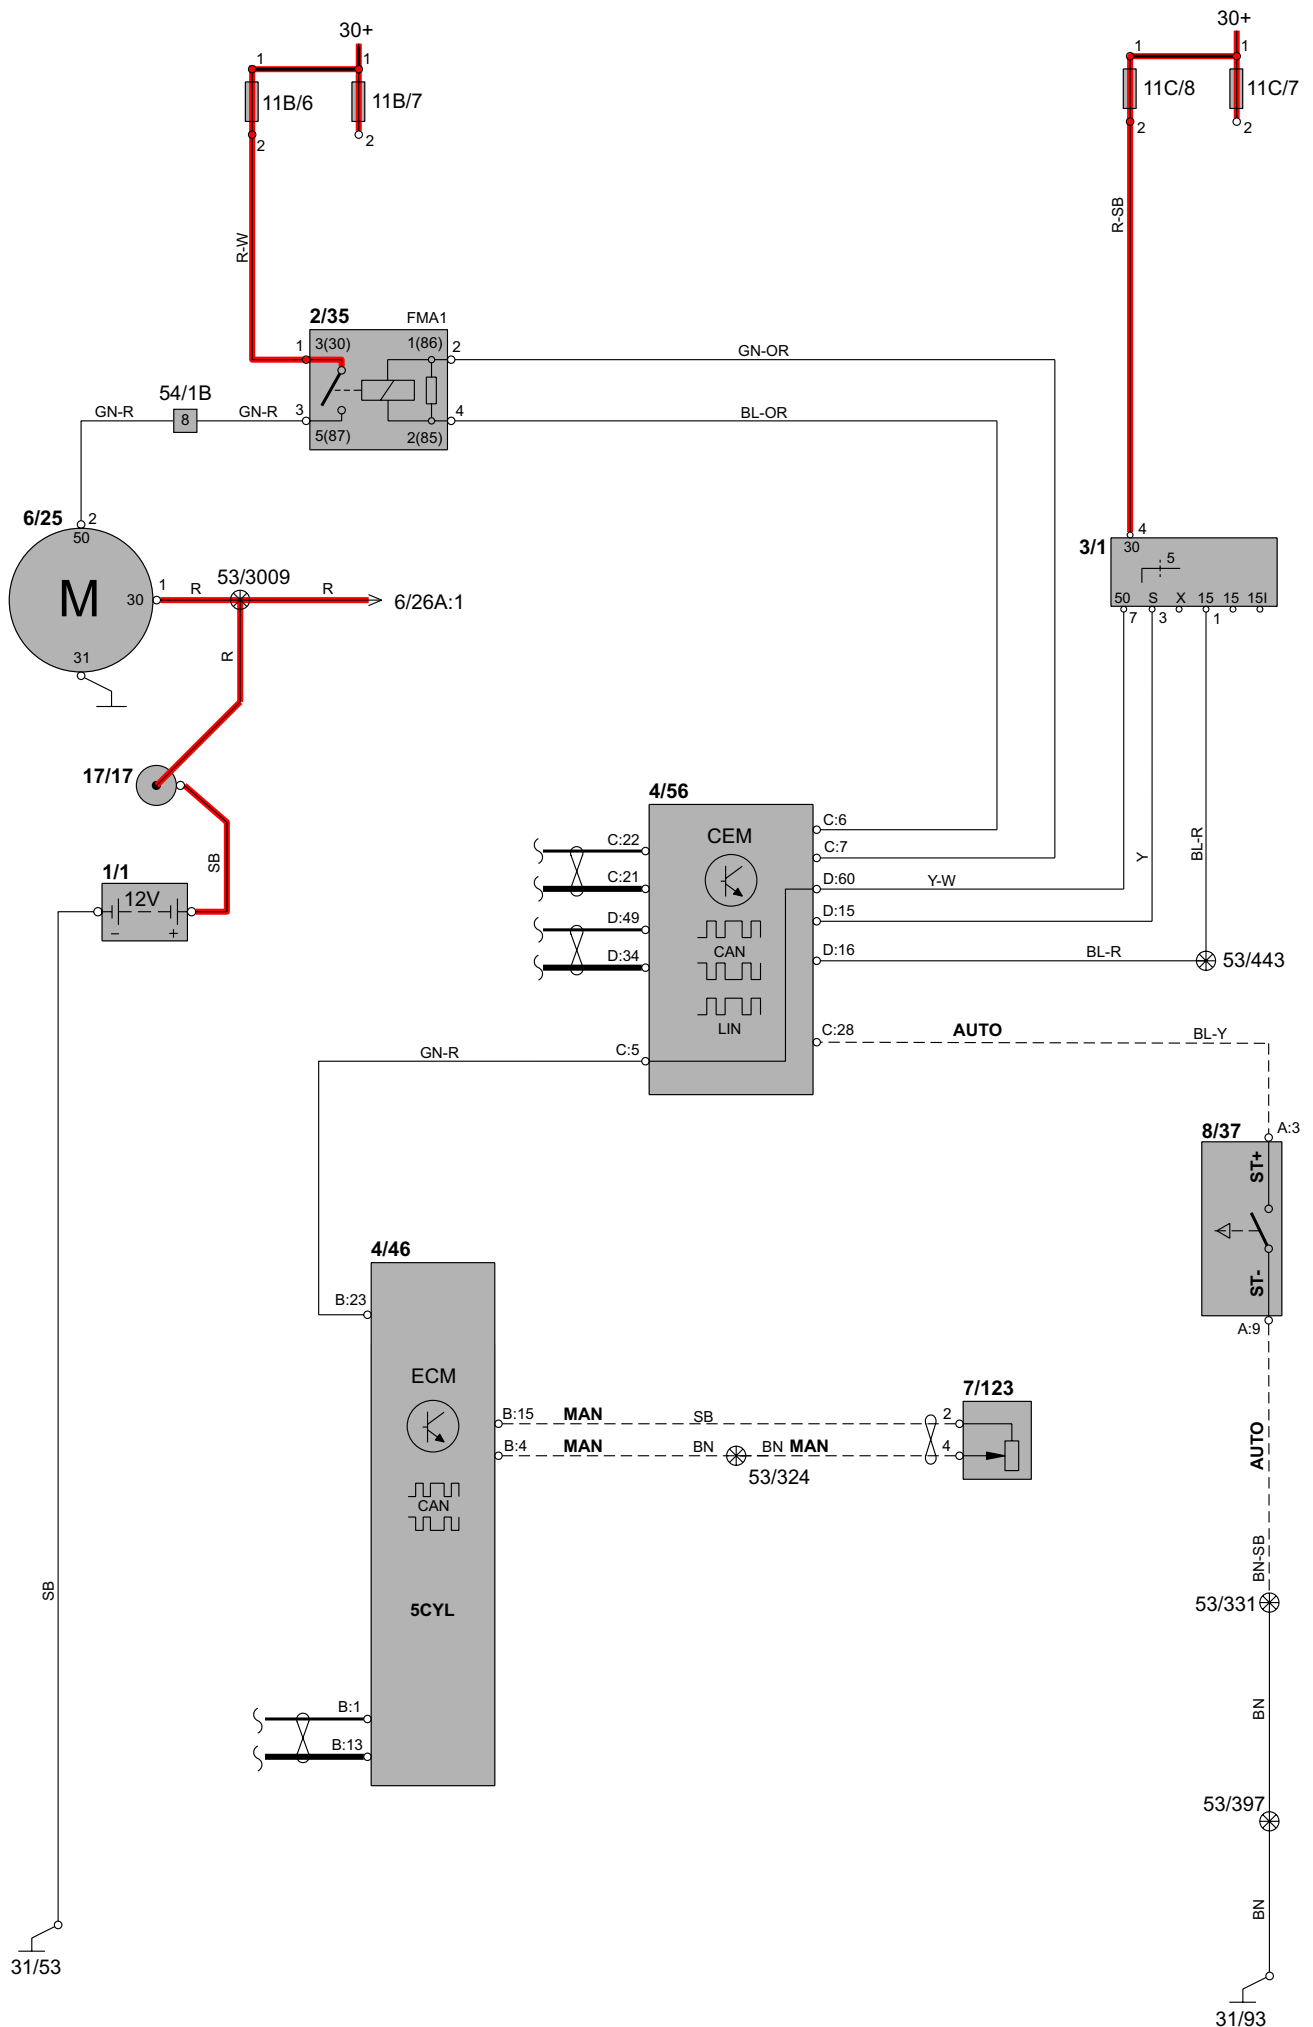 30+
30+
1
1
11B/6
11B/7
2
2
1
1
11C/8
11C/7
2
2
R-W
R-SB
2/35
FMA1
1
3(30)
1(86)
2
GN-OR
54/1B
GN-R
8
GN-R
3
5(87)
2(85)
4
BL-OR
6/25
2
50
M
30
31
1
R
53/3009
R
6/26A:1
R
3/1
4
30
5
50
S
X
15
15
15I
7
3
1
17/17
SB
1/1
12V
-
+
4/56
CEM
CAN
LIN
C:22
C:21
D:49
D:34
C:5
C:6
C:7
D:60
Y-W
D:15
D:16
BL-R
53/443
Y
BL-R
C:28
AUTO
BL-Y
GN-R
8/37
A:3
ST+
ST-
A:9
AUTO
BN-SB
53/331
BN
53/397
BN
31/93
4/46
B:23
ECM
CAN
5CYL
B:15
MAN
SB
B:4
MAN
BN
53/324
BN MAN
2
4
7/123
B:1
B:13
SB
31/53